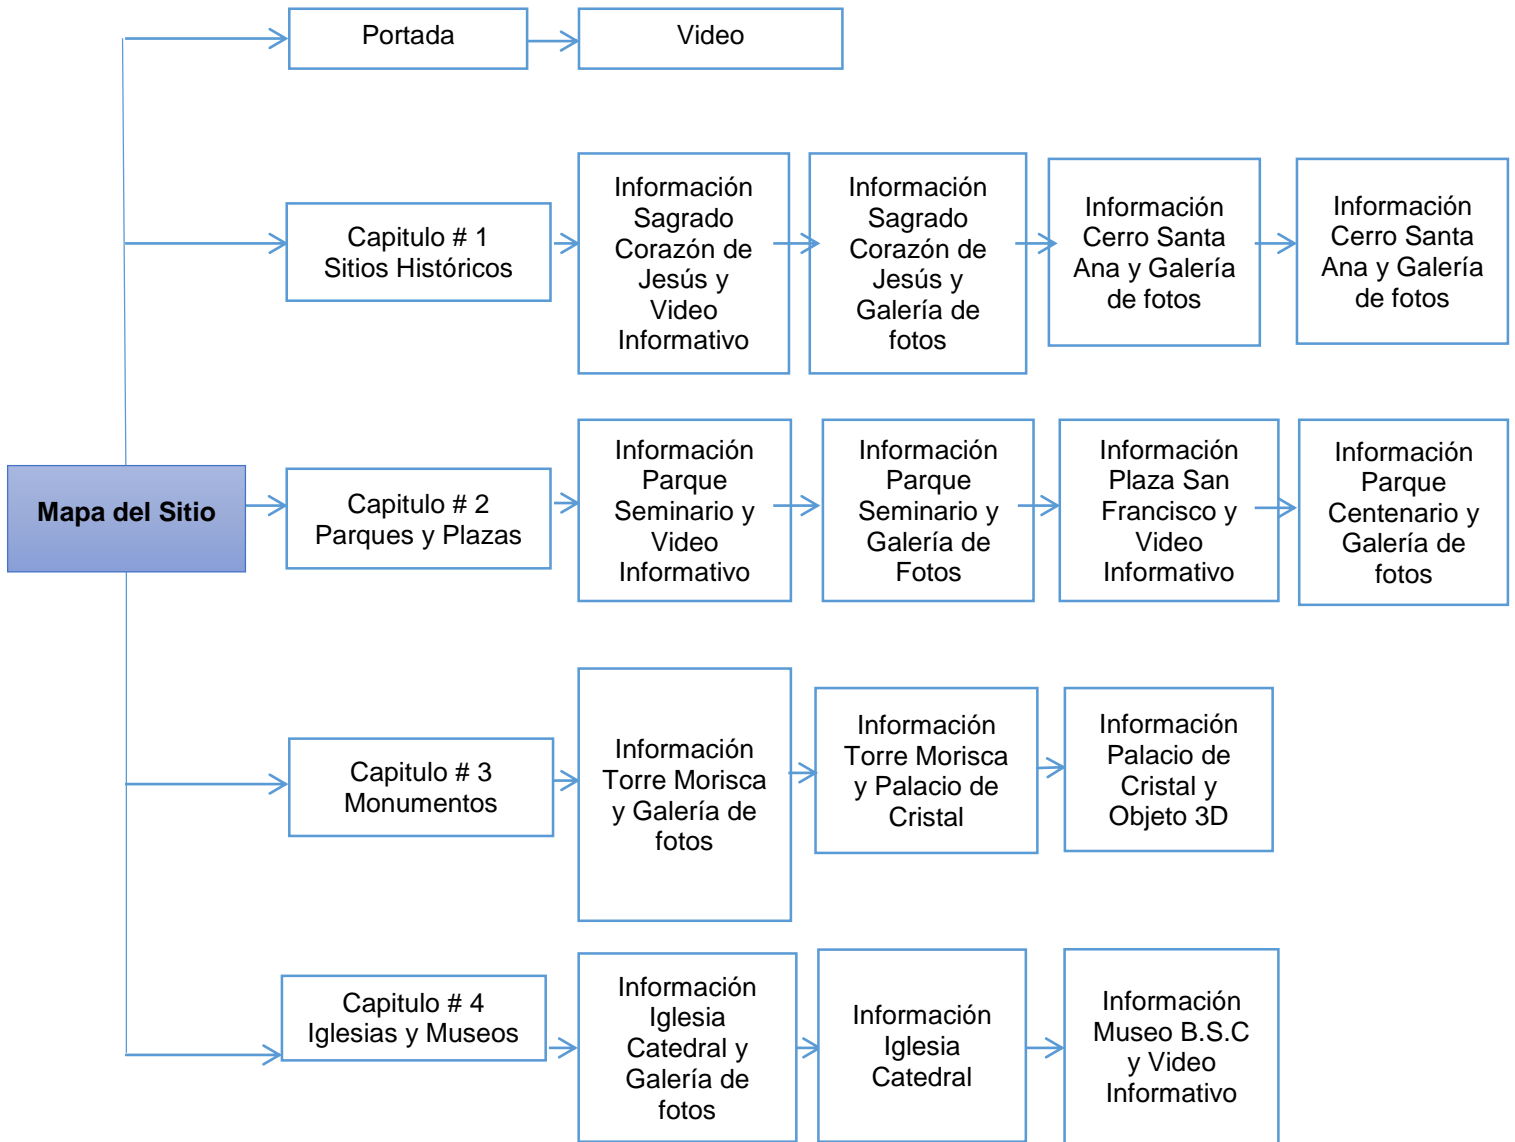 Portada
Video
Capitulo # 1
Sitios Históricos
Información
Sagrado
Corazón de
Jesús y
Video
Informativo
Información
Sagrado
Corazón de
Jesús y
Galería de
fotos
Información
Cerro Santa
Ana y Galería
de fotos
Información
Cerro Santa
Ana y Galería
de fotos
Mapa del Sitio
Capitulo # 2
Parques y Plazas
Información
Parque
Seminario y
Video
Informativo
Información
Parque
Seminario y
Galería de
Fotos
Información
Plaza San
Francisco y
Video
Informativo
Información
Parque
Centenario y
Galería de
fotos
Capitulo # 3
Monumentos
Información
Torre Morisca
y Galería de
fotos
Información
Torre Morisca
y Palacio de
Cristal
Información
Palacio de
Cristal y
Objeto 3D
Capitulo # 4
Iglesias y Museos
Información
Iglesia
Catedral y
Galería de
fotos
Información
Iglesia
Catedral
Información
Museo B.S.C
y Video
Informativo